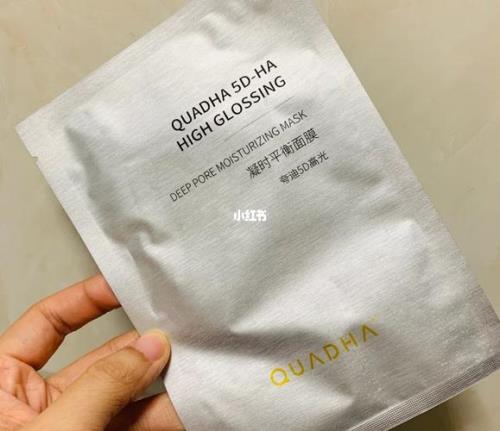 QUADHA 5D-HA
HIGH GLOSSING
DEEP PORE MOISTURIZING MASK
凝时平衡面膜
夸迪5D高光
小红书
QUADHA